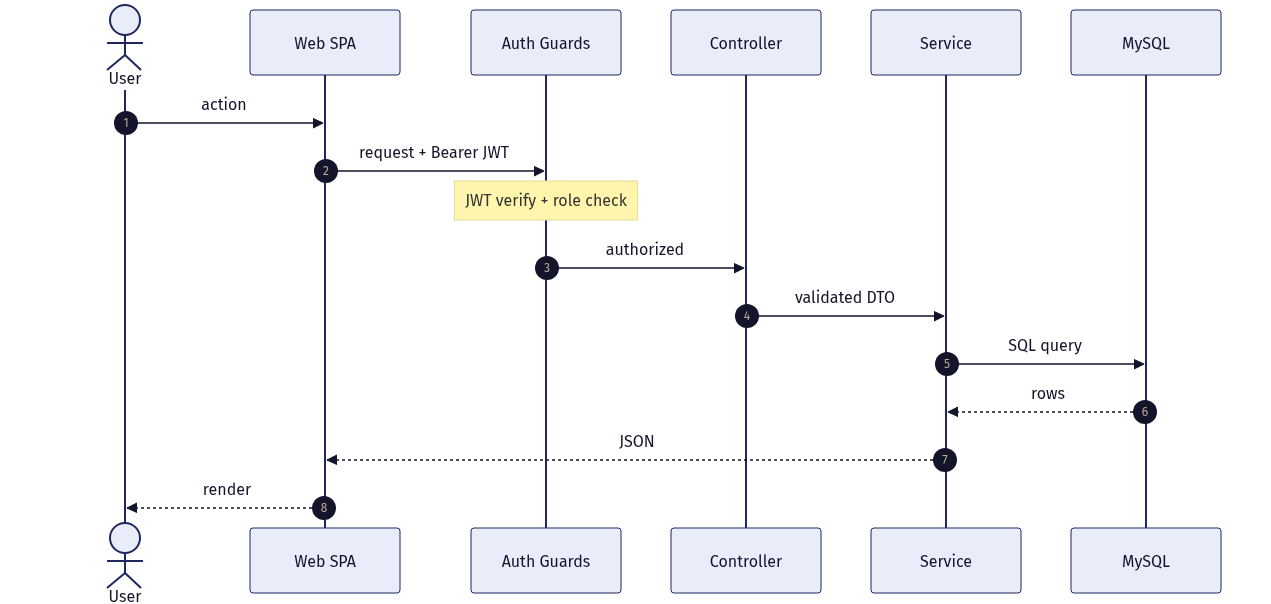 User
Web SPA
Auth Guards
Controller
Service
MySQL
action
1
request + Bearer JWT
2
JWT verify + role check
authorized
3
validated DTO
4
SQL query
5
rows
6
JSON
7
render
8
User
Web SPA
Auth Guards
Controller
Service
MySQL